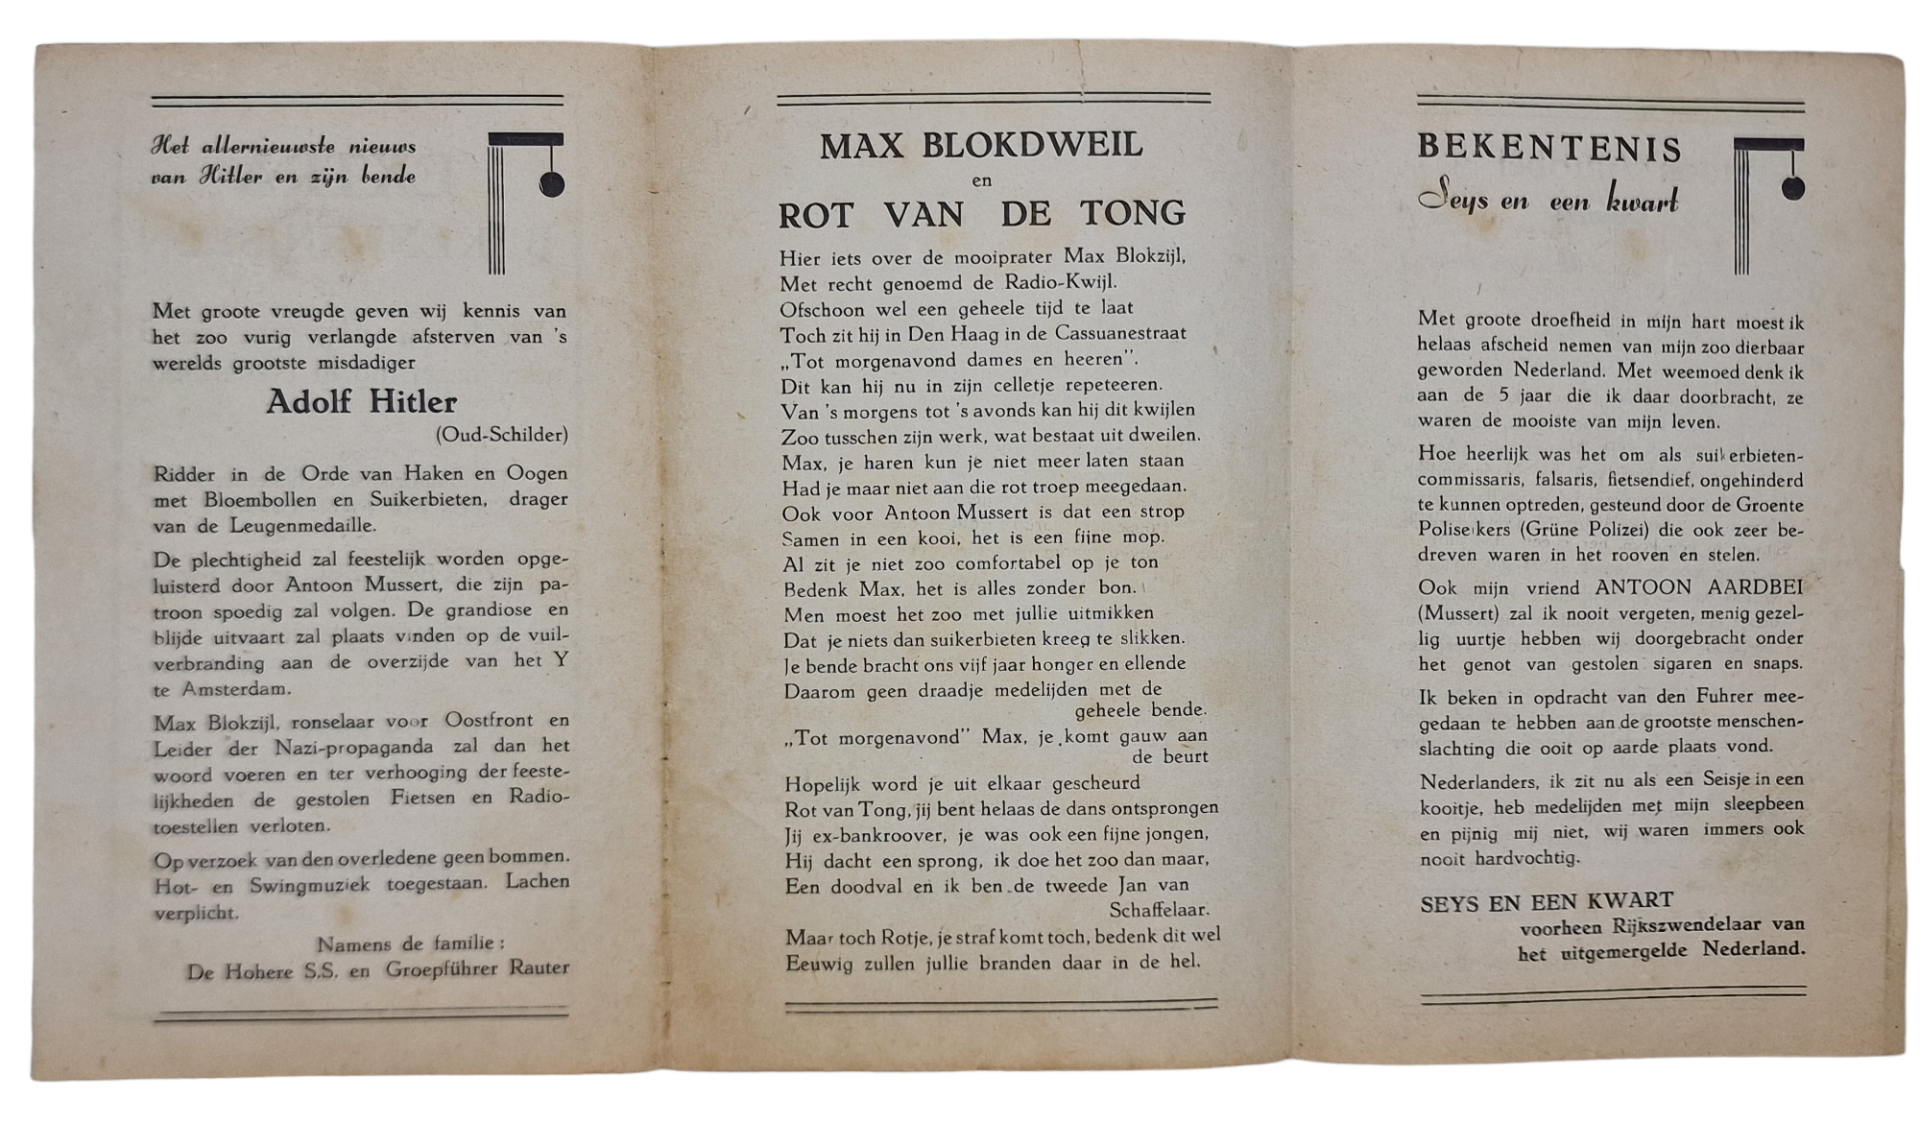 Het allernieuwste nieuws
van Hitler en zijn bende
Met groote vreugde geven wij kennis van
het zoo vurig verlangde afsterven van 's
werelds grootste misdadiger
Adolf Hitler
(Oud-Schilder)
Ridder in de Orde van Haken en Oogen
met Bloembollen en Suikerbieten, drager
van de Leugenmedaille.
De plechtigheid zal feestelijk worden opge-
luisterd door Antoon Mussert, die zijn pa-
troon spoedig zal volgen. De grandiose en
blijde uitvaart zal plaats vinden op de vuil-
verbranding aan de overzijde van het Y
te Amsterdam.
Max Blokzijl, ronselaar voor Oostfront en
Leider der Nazi-propaganda zal dan het
woord voeren en ter verhooging der feeste-
lijkheden de gestolen Fietsen en Radio-
toestellen verloten.
Op verzoek van den overledene geen bommen.
Hot- en Swingmuziek toegestaan. Lachen
verplicht.
Namens de familie :
De Hohere S.S. en Groepführer Rauter
MAX BLOKDWEIL
en
ROT VAN DE TONG
Hier iets over de mooiprater Max Blokzijl,
Met recht genoemd de Radio-Kwijl.
Ofschoon wel een geheele tijd te laat
Toch zit hij in Den Haag in de Cassuanestraat
„Tot morgenavond dames en heeren".
Dit kan hij nu in zijn celletje repeteeren.
Van 's morgens tot 's avonds kan hij dit kwijlen
Zoo tusschen zijn werk, wat bestaat uit dweilen.
Max, je haren kun je niet meer laten staan
Had je maar niet aan die rot troep meegedaan.
Ook voor Antoon Mussert is dat een strop
Samen in een kooi, het is een fijne mop.
Al zit je niet zoo comfortabel op je ton
Bedenk Max, het is alles zonder bon.
Men moest het zoo met jullie uitmikken
Dat je niets dan suikerbieten kreeg te slikken.
Je bende bracht ons vijf jaar honger en ellende
Daarom geen draadje medelijden met de
geheele bende.
„Tot morgenavond" Max, je komt gauw aan
de beurt
Hopelijk word je uit elkaar gescheurd
Rot van Tong, jij bent helaas de dans ontsprongen
Jij ex-bankroover, je was ook een fijne jongen,
Hij dacht een sprong, ik doe het zoo dan maar,
Een doodval en ik ben de tweede Jan van
Schaffelaar.
Maar toch Rotje, je straf komt toch, bedenk dit wel
Eeuwig zullen jullie branden daar in de hel.
BEKENTENIS
Seys en een kwart
Met groote droefheid in mijn hart moest ik
helaas afscheid nemen van mijn zoo dierbaar
geworden Nederland. Met weemoed denk ik
aan de 5 jaar die ik daar doorbracht, ze
waren de mooiste van mijn leven.
Hoe heerlijk was het om als suikerbieten-
commissaris, falsaris, fietsendief, ongehinderd
te kunnen optreden, gesteund door de Groente
Polisekers (Grüne Polizei) die ook zeer be-
dreven waren in het rooven en stelen.
Ook mijn vriend ANTOON AARDBEI
(Mussert) zal ik nooit vergeten, menig gezel-
lig uurtje hebben wij doorgebracht onder
het genot van gestolen sigaren en snaps.
Ik beken in opdracht van den Fuhrer mee-
gedaan te hebben aan de grootste menschen-
slachting die ooit op aarde plaats vond.
Nederlanders, ik zit nu als een Seisje in een
kooitje, heb medelijden met mijn sleepbeen
en pijnig mij niet, wij waren immers ook
nooit hardvochtig.
SEYS EN EEN KWART
voorheen Rijkszwendelaar van
het uitgemergelde Nederland.